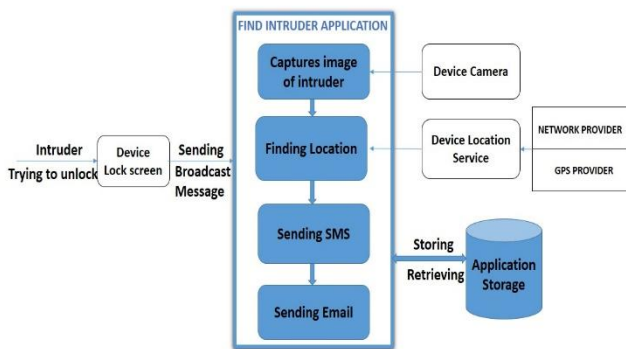 FIND INTRUDER APPLICATION
Captures image
of intruder
Device Camera
Intruder
Trying to unlock
Device
Lock screen
Sending
Broadcast
Message
Finding Location
Device Location
Service
NETWORK PROVIDER
GPS PROVIDER
Sending SMS
Storing
Retrieving
Application
Storage
Sending Email